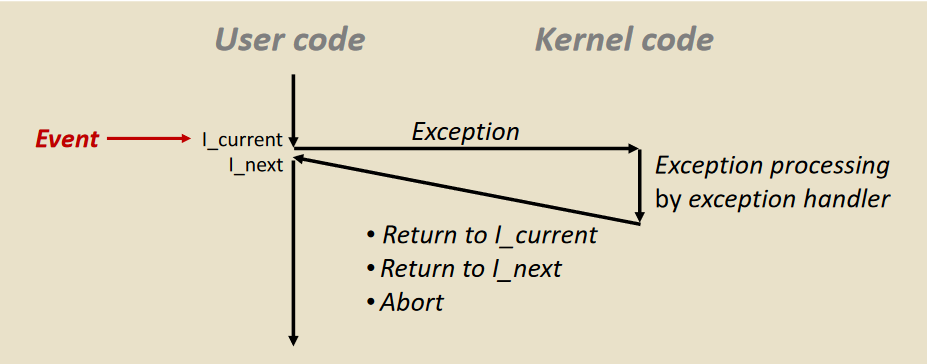 User code
Kernel code
Event
I_current
Exception
I_next
Exception processing
by exception handler
• Return to I_current
• Return to I_next
• Abort